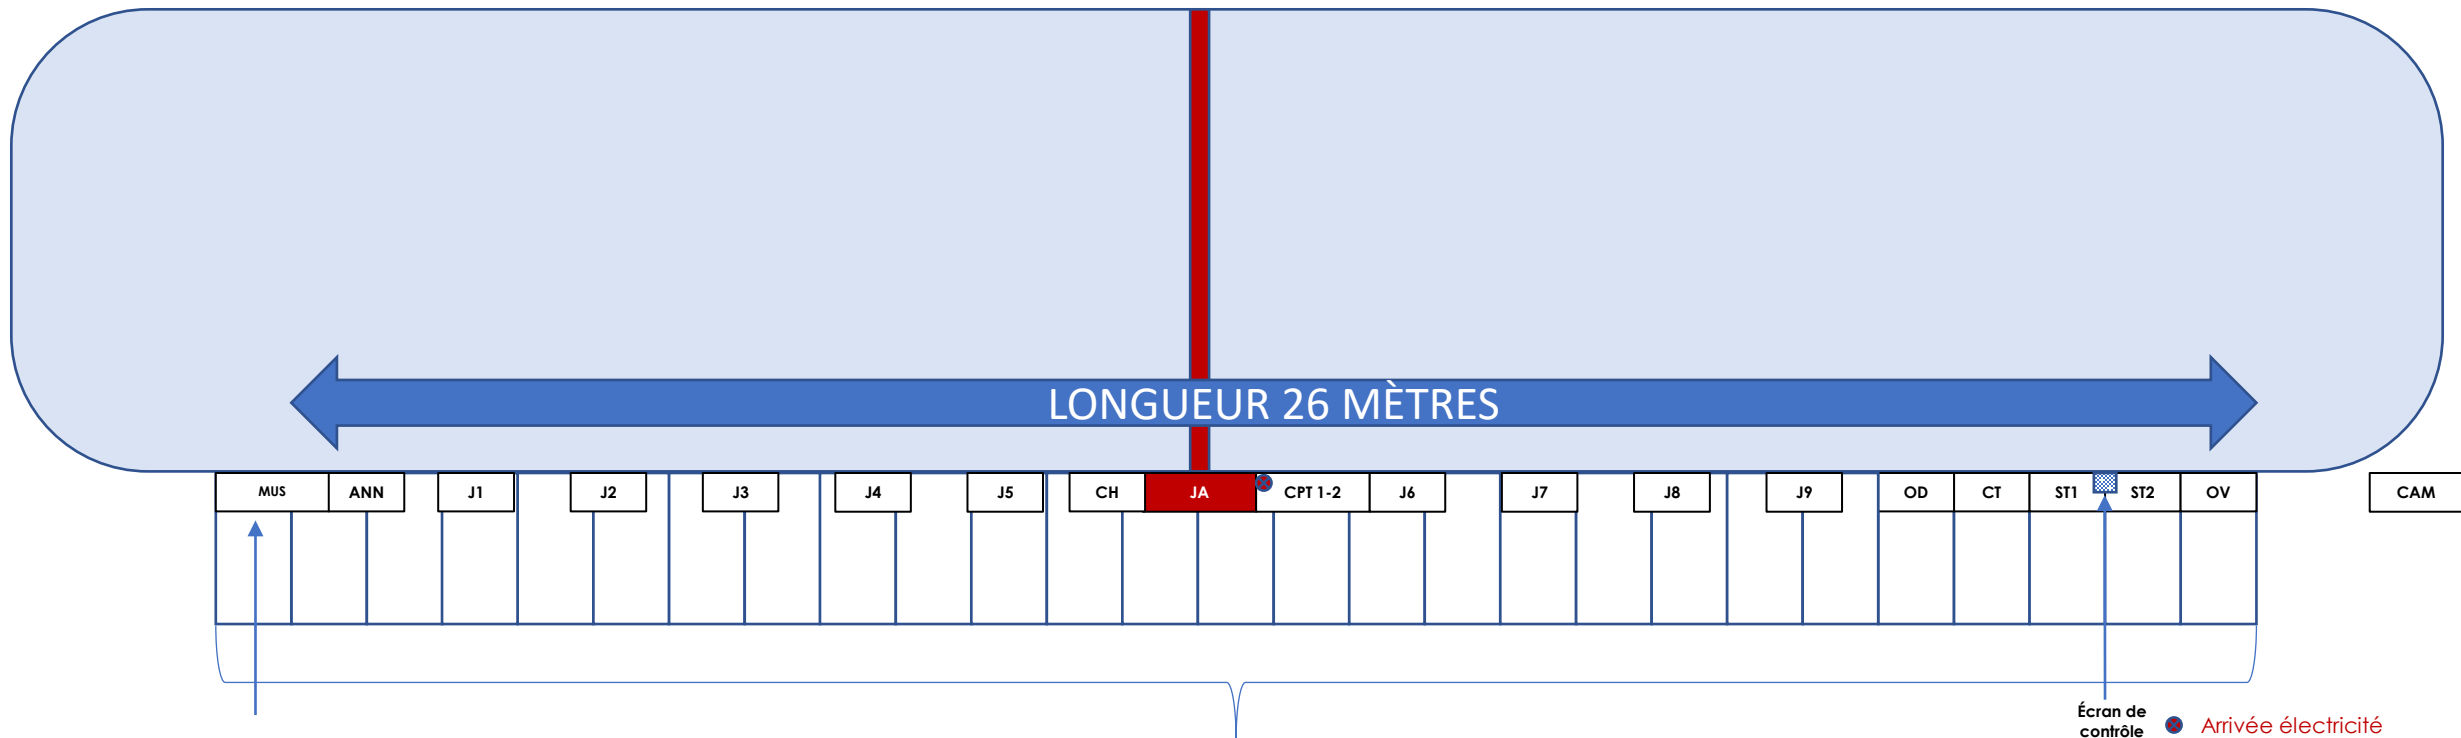 LONGUEUR 26 MÈTRES
MUS ANN J1 J2 J3 J4 J5 CH JA CPT 1-2 J6 J7 J8 J9 OD CT ST1 ST2 OV CAM
Écran de
contrôle
Arrivée électricité